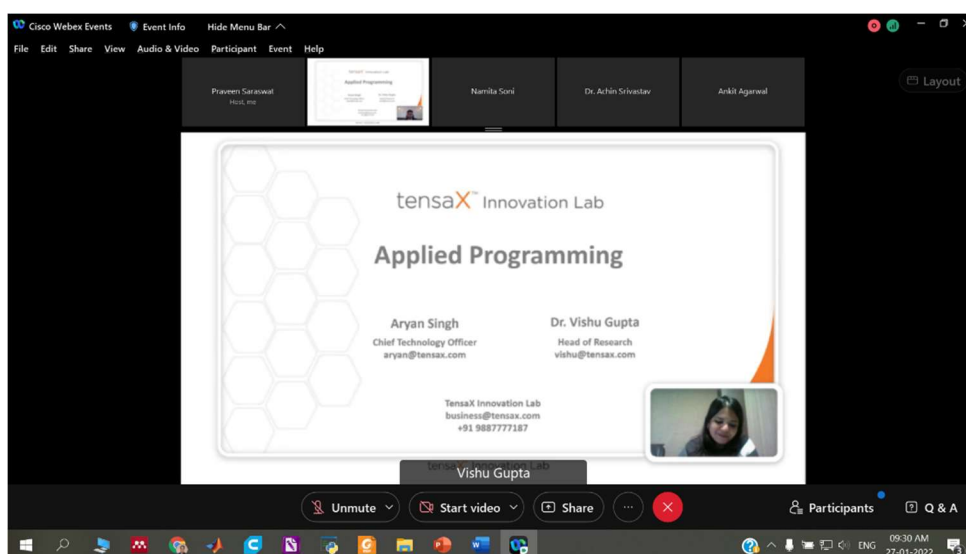 Cisco Webex Events Event Info Hide Menu Bar
File Edit Share View Audio & Video Participant Event Help
Layout
Praveen Saraswat
Host, me
Namita Soni
Dr. Achin Srivastav
Ankit Agarwal
Applied Programming
tensaX™ Innovation Lab
Applied Programming
Aryan Singh
Chief Technology Officer
aryan@tensax.com
Dr. Vishu Gupta
Head of Research
vishu@tensax.com
TensaX Innovation Lab
business@tensax.com
+91 9887777187
Vishu Gupta
Unmute Start video Share Participants Q & A
ENG 09:30 AM
27-01-2022